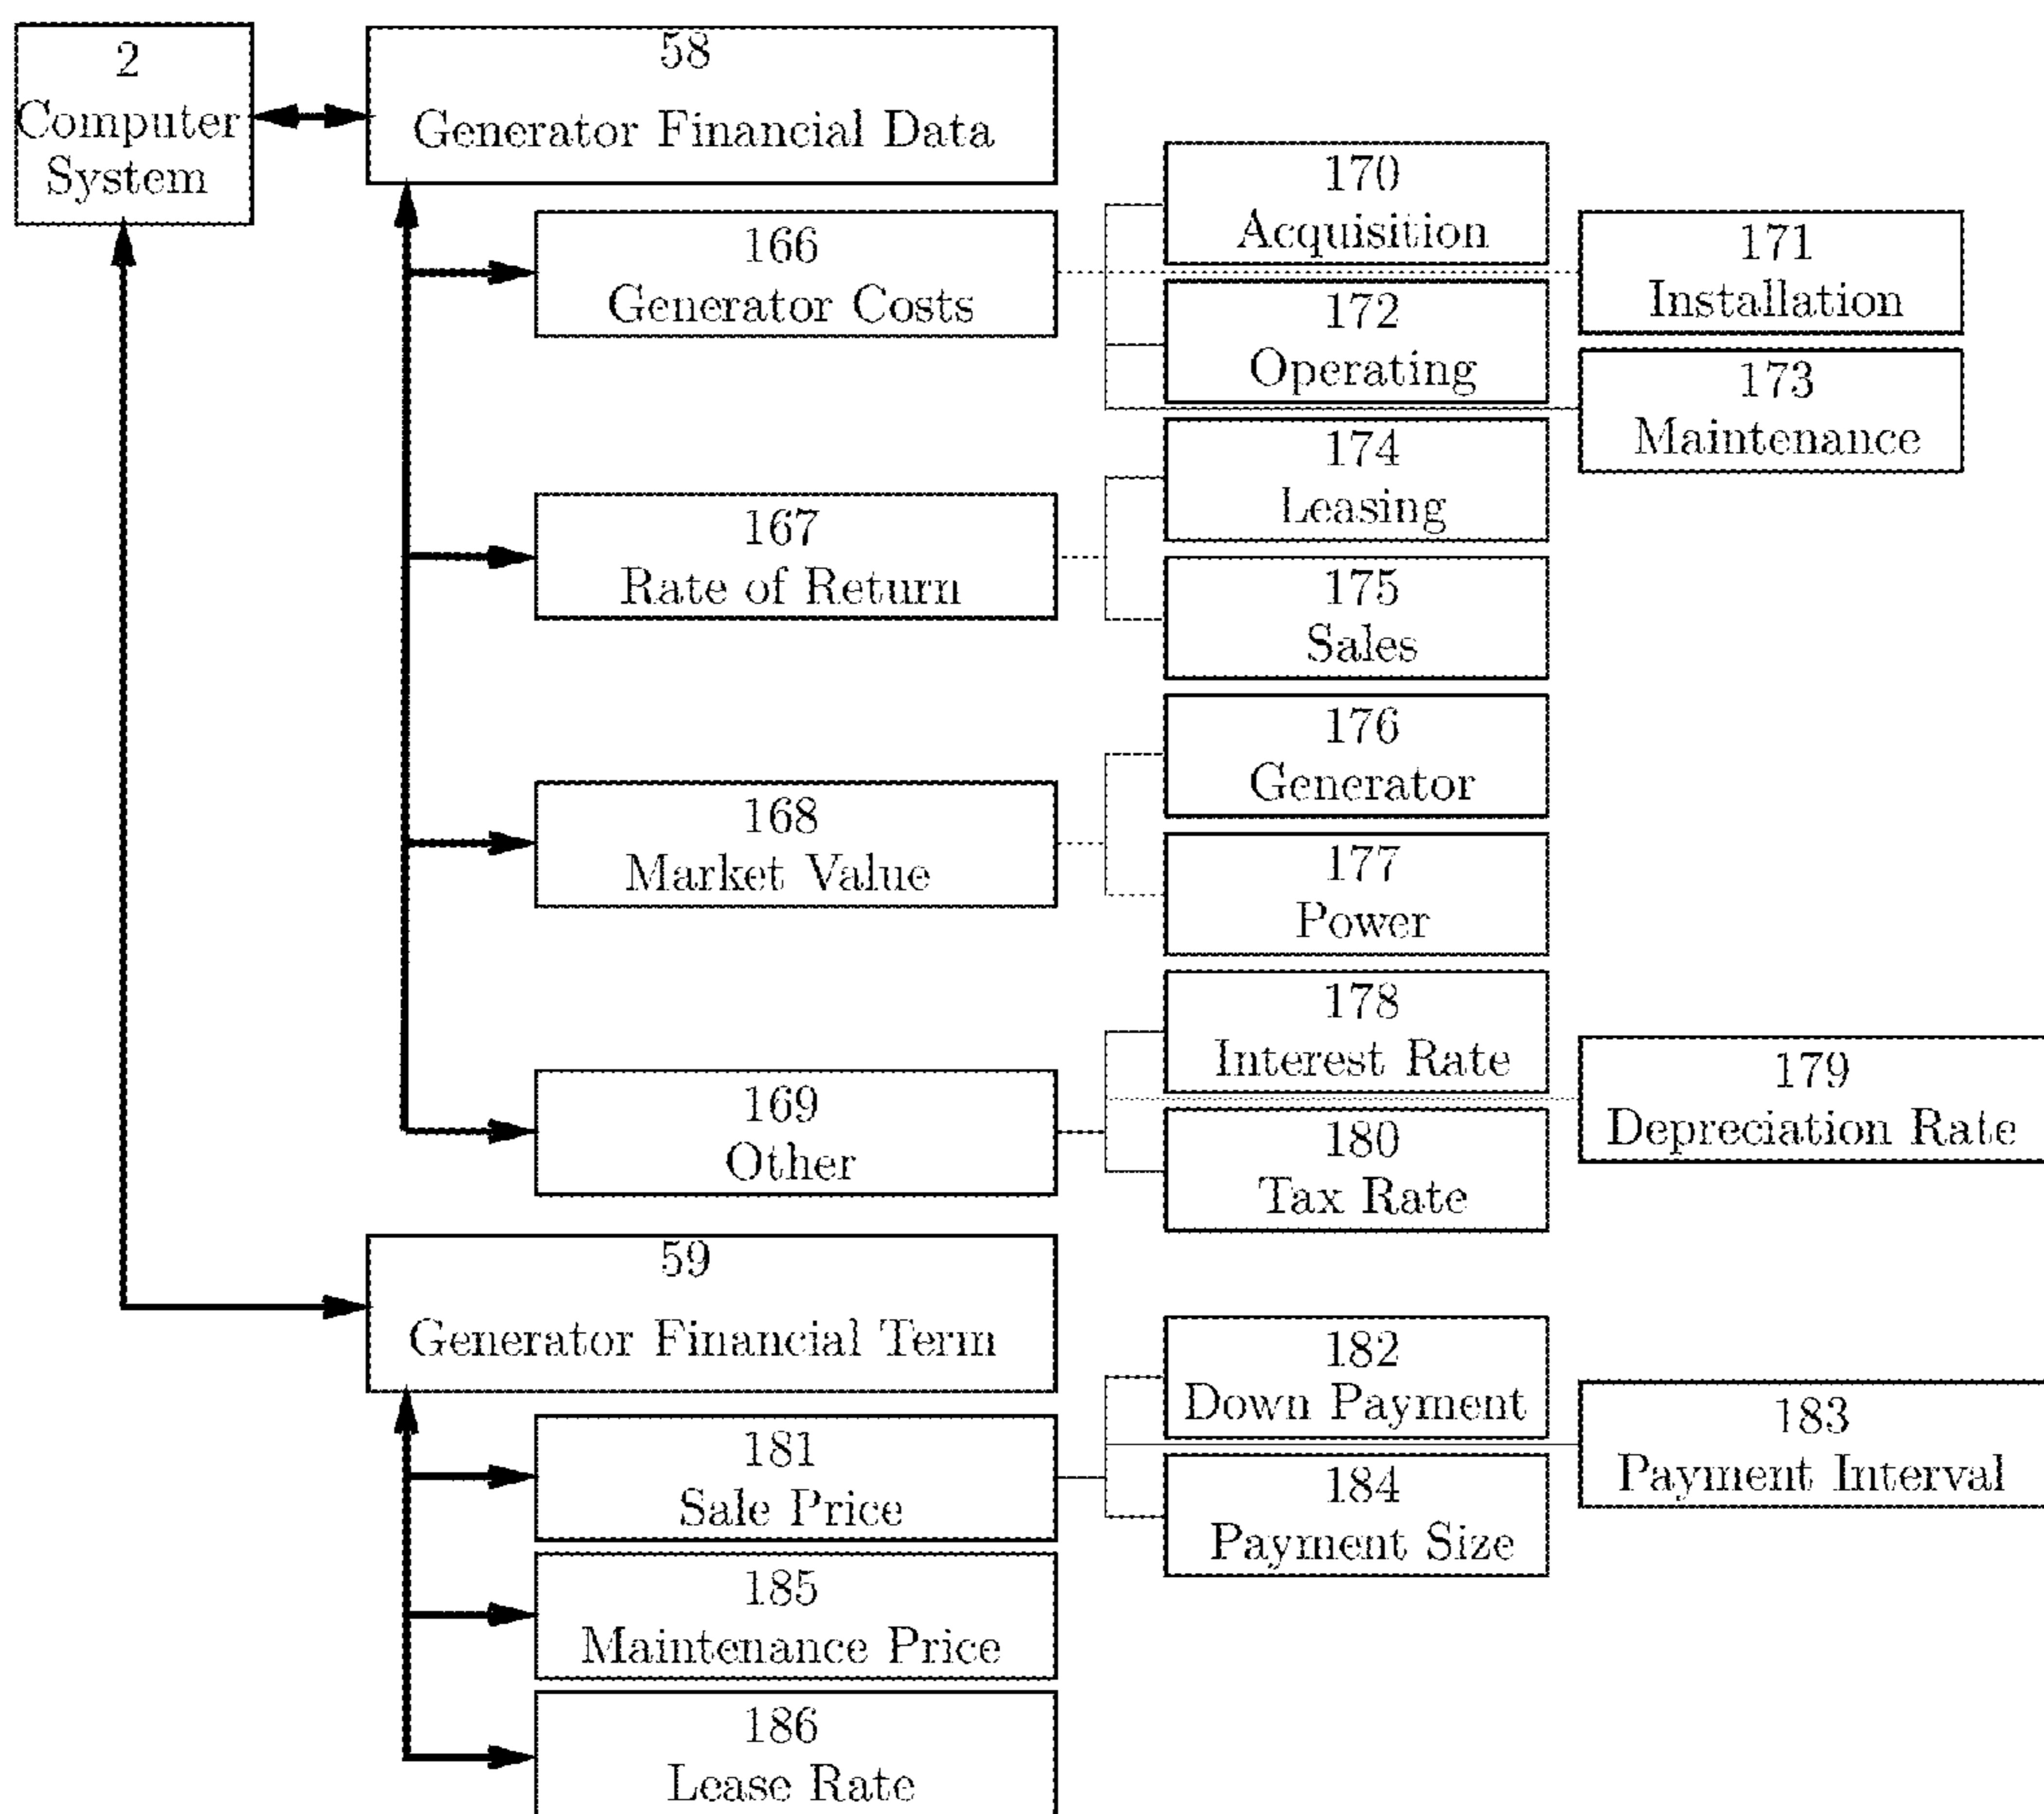 2
Computer
System
58
Generator Financial Data
166
Generator Costs
170
Acquisition
171
Installation
172
Operating
173
Maintenance
167
Rate of Return
174
Leasing
175
Sales
168
Market Value
176
Generator
177
Power
169
Other
178
Interest Rate
179
Depreciation Rate
180
Tax Rate
59
Generator Financial Term
181
Sale Price
182
Down Payment
183
Payment Interval
184
Payment Size
185
Maintenance Price
186
Lease Rate